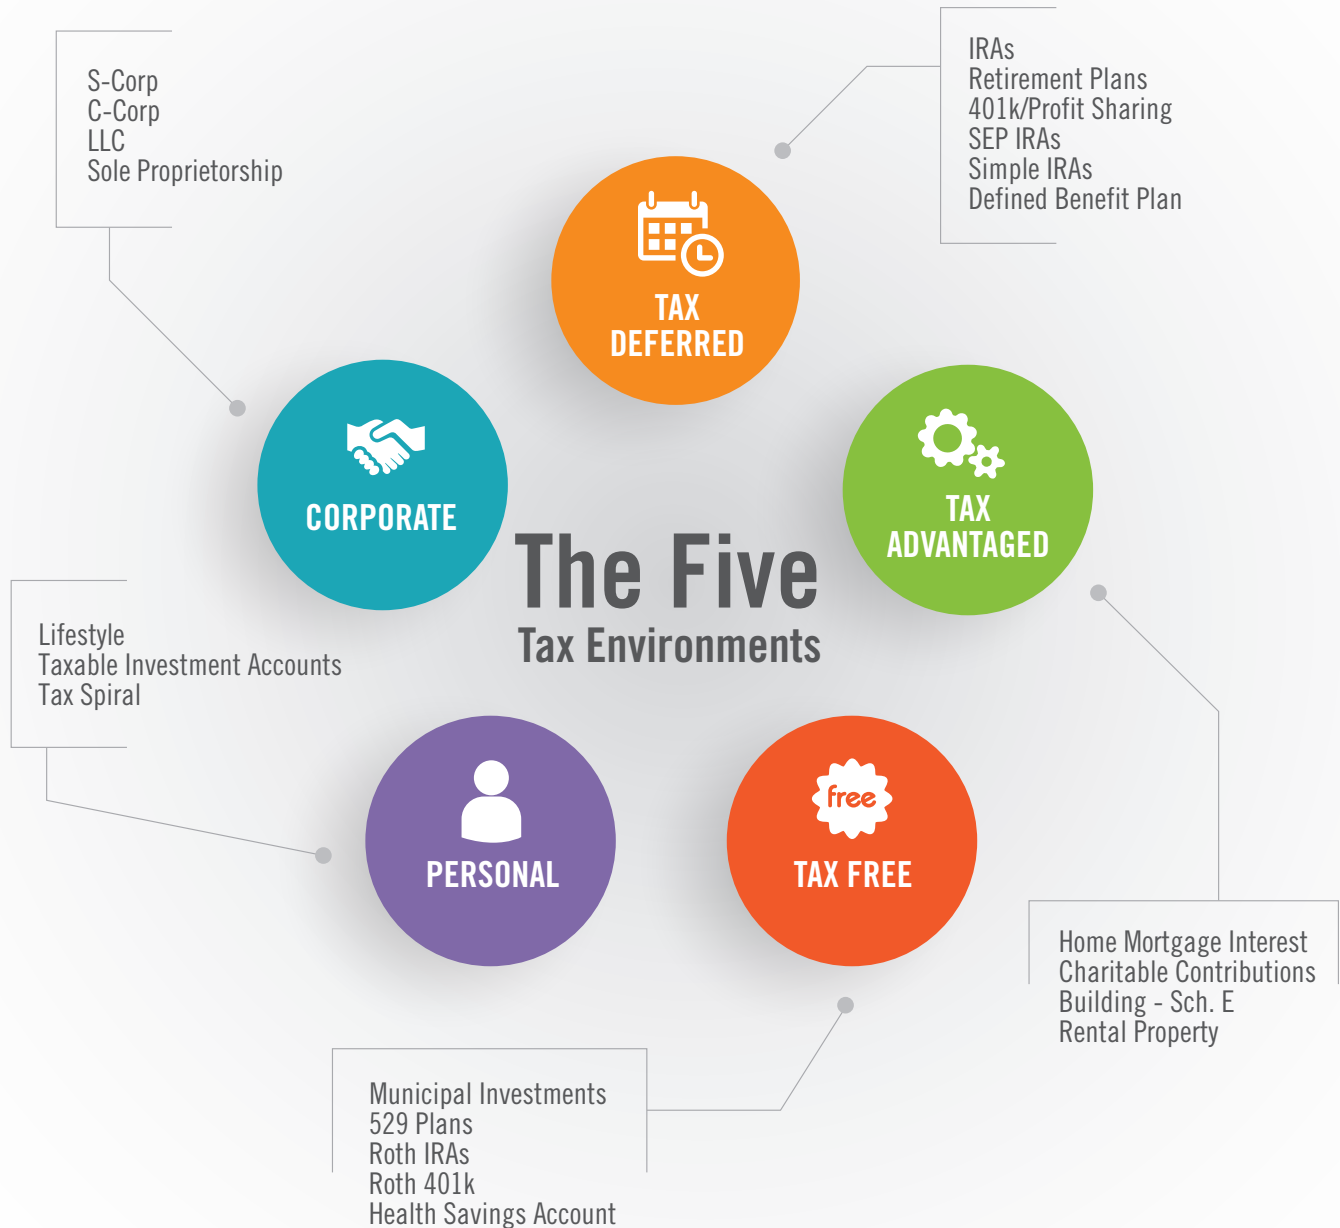 S-Corp
C-Corp
LLC
Sole Proprietorship
IRAs
Retirement Plans
401k/Profit Sharing
SEP IRAs
Simple IRAs
Defined Benefit Plan
TAX
DEFERRED
CORPORATE
TAX
ADVANTAGED
The Five
Tax Environments
Lifestyle
Taxable Investment Accounts
Tax Spiral
PERSONAL
free
TAX FREE
Home Mortgage Interest
Charitable Contributions
Building - Sch. E
Rental Property
Municipal Investments
529 Plans
Roth IRAs
Roth 401k
Health Savings Account